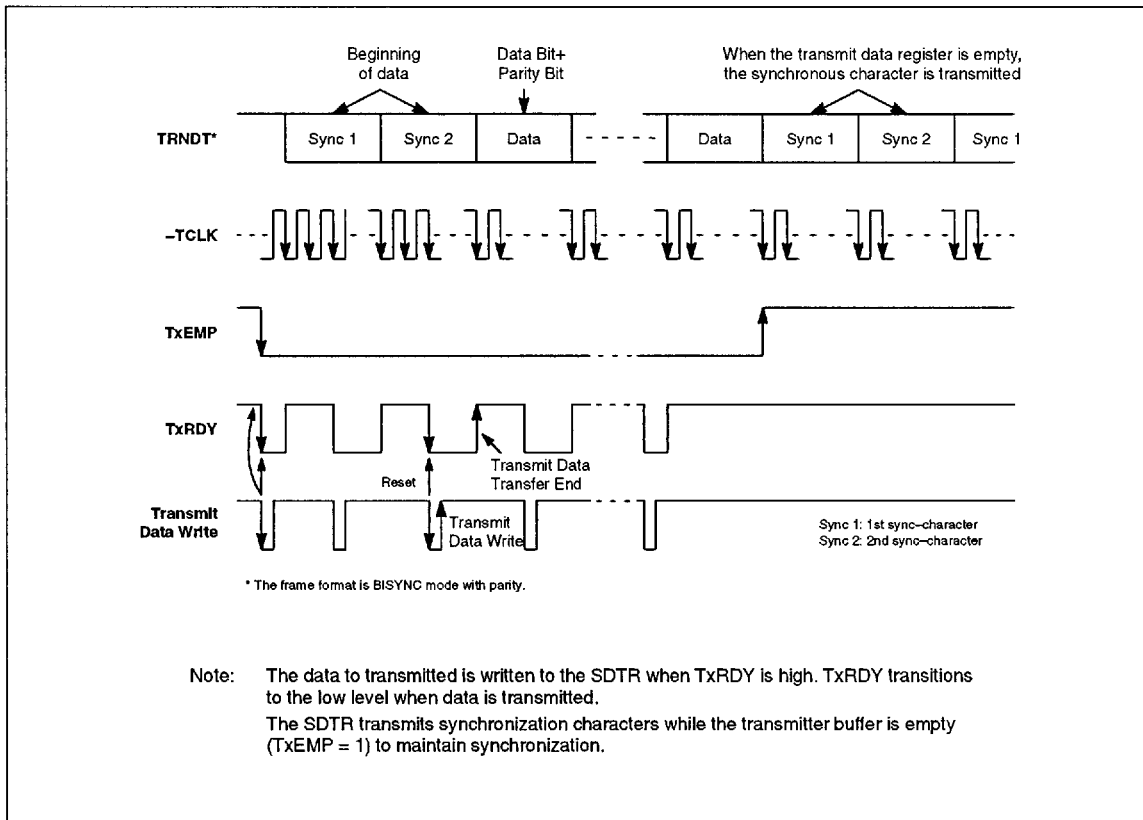 Beginning
of data
Data Bit+
Parity Bit
When the transmit data register is empty,
the synchronous character is transmitted
TRNDT*
Sync 1
Sync 2
Data
Data
Sync 1
Sync 2
Sync 1
–TCLK
TxEMP
TxRDY
Transmit Data
Transfer End
Reset
Transmit
Data Write
Transmit
Data Write
Sync 1: 1st sync–character
Sync 2: 2nd sync–character
* The frame format is BISYNC mode with parity.
Note: The data to transmitted is written to the SDTR when TxRDY is high. TxRDY transitions
to the low level when data is transmitted.
The SDTR transmits synchronization characters while the transmitter buffer is empty
(TxEMP = 1) to maintain synchronization.